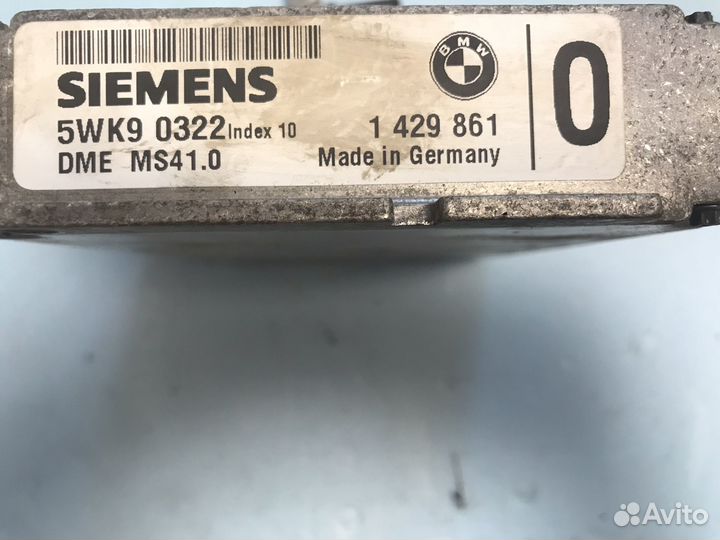 BMW
SIEMENS
5WK9 0322 Index 10 1 429 861
DME MS41.0 Made in Germany
0
Avito